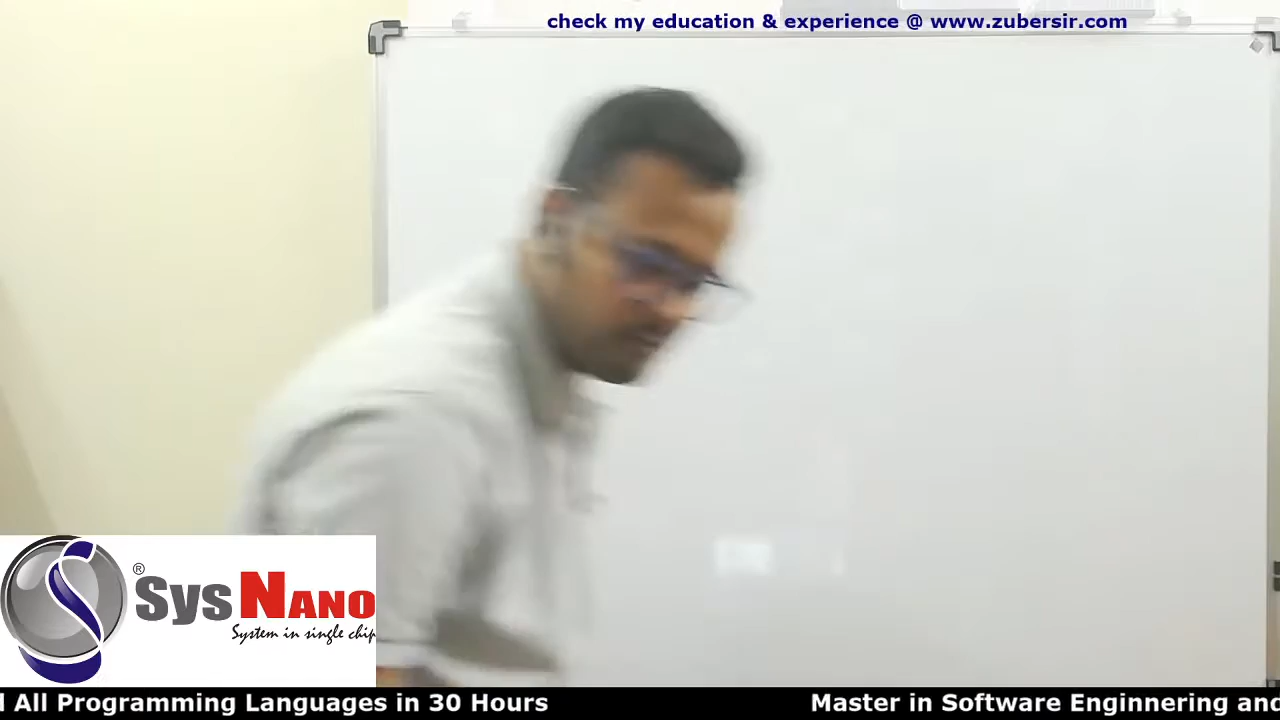 check my education & experience @ www.zubersir.com
® SysNano
System in single chip
All Programming Languages in 30 Hours
Master in Software Enginnering and